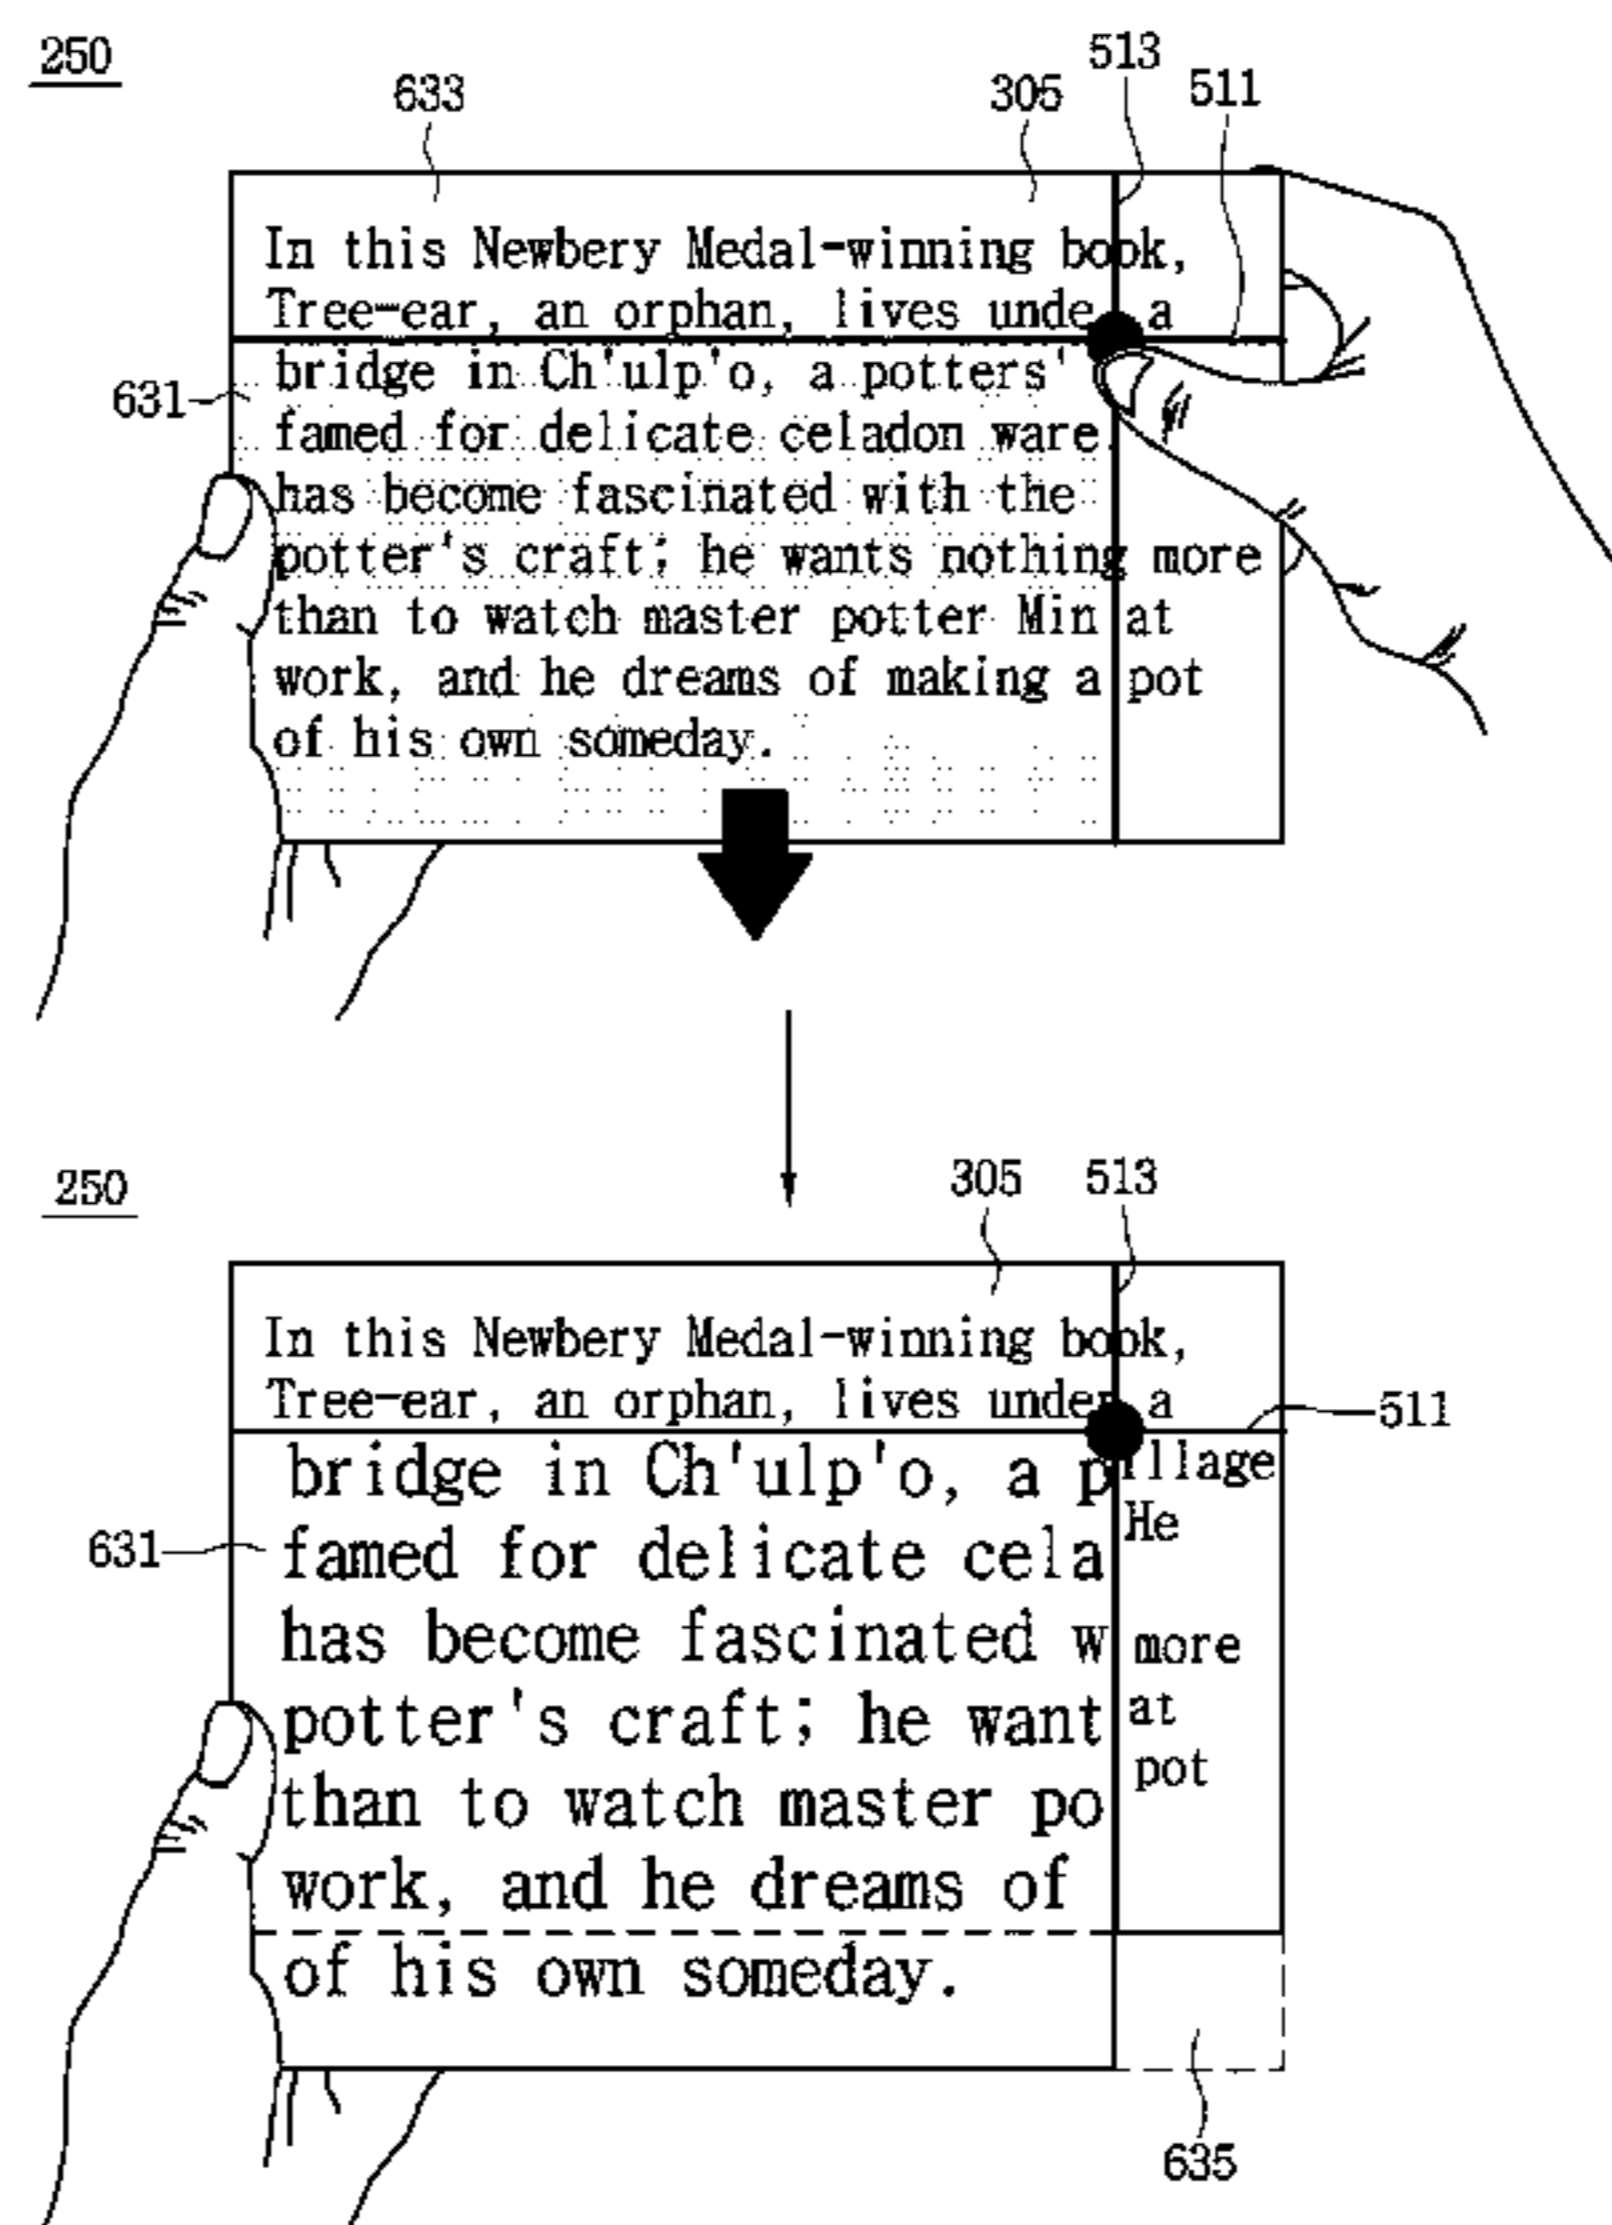 250
633
305
513
511
In this Newbery Medal-winning book,
Tree-ear, an orphan, lives unde a
631
bridge in Ch'ulp'o, a potters'
famed for delicate celadon ware.
has become fascinated with the
potter's craft; he wants nothing more
than to watch master potter Min at
work, and he dreams of making a pot
of his own someday.
250
305
513
In this Newbery Medal-winning book,
Tree-ear, an orphan, lives under a
511
bridge in Ch'ulp'o, a p illage
631
famed for delicate cela He
has become fascinated w more
potter's craft; he want at
than to watch master po pot
work, and he dreams of
of his own someday.
635